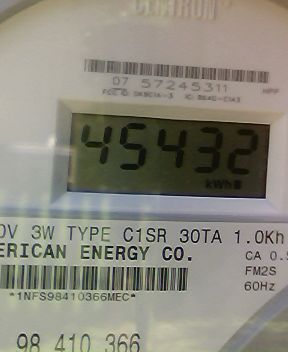 CENTRON
07 57245311
45432
kWh
0V 3W TYPE C1SR 30TA 1.0Kh
ERICAN ENERGY CO.
CA 0.5
FM2S
60Hz
*1NFS98410366MEC*
98 410 366